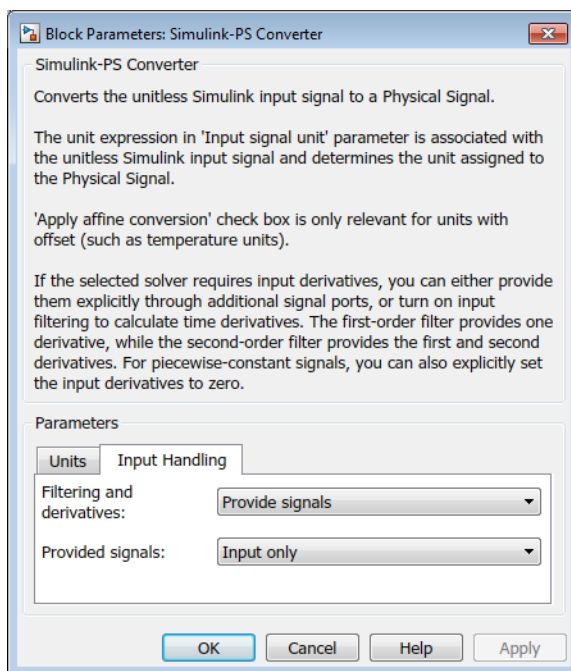 Block Parameters: Simulink-PS Converter
Simulink-PS Converter
Converts the unitless Simulink input signal to a Physical Signal.
The unit expression in 'Input signal unit' parameter is associated with
the unitless Simulink input signal and determines the unit assigned to
the Physical Signal.
'Apply affine conversion' check box is only relevant for units with
offset (such as temperature units).
If the selected solver requires input derivatives, you can either provide
them explicitly through additional signal ports, or turn on input
filtering to calculate time derivatives. The first-order filter provides one
derivative, while the second-order filter provides the first and second
derivatives. For piecewise-constant signals, you can also explicitly set
the input derivatives to zero.
Parameters
Units Input Handling
Filtering and
derivatives: Provide signals
Provided signals: Input only
OK Cancel Help Apply